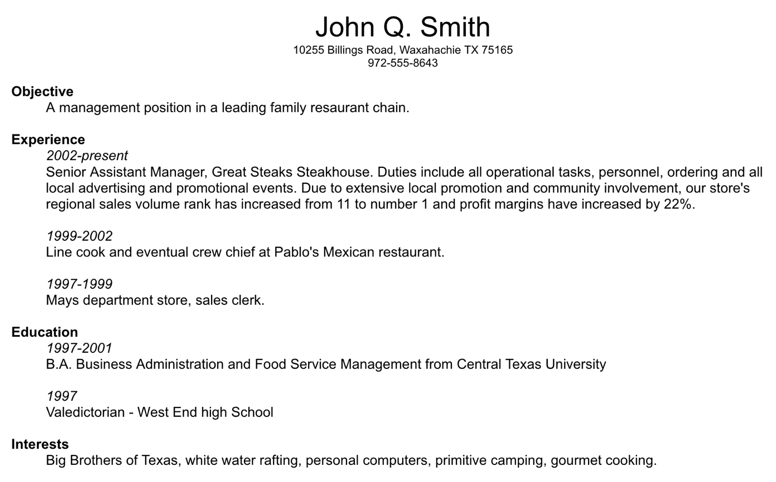 John Q. Smith
10255 Billings Road, Waxahachie TX 75165
972-555-8643
Objective
A management position in a leading family resaurant chain.
Experience
2002-present
Senior Assistant Manager, Great Steaks Steakhouse. Duties include all operational tasks, personnel, ordering and all
local advertising and promotional events. Due to extensive local promotion and community involvement, our store's
regional sales volume rank has increased from 11 to number 1 and profit margins have increased by 22%.
1999-2002
Line cook and eventual crew chief at Pablo's Mexican restaurant.
1997-1999
Mays department store, sales clerk.
Education
1997-2001
B.A. Business Administration and Food Service Management from Central Texas University
1997
Valedictorian - West End high School
Interests
Big Brothers of Texas, white water rafting, personal computers, primitive camping, gourmet cooking.